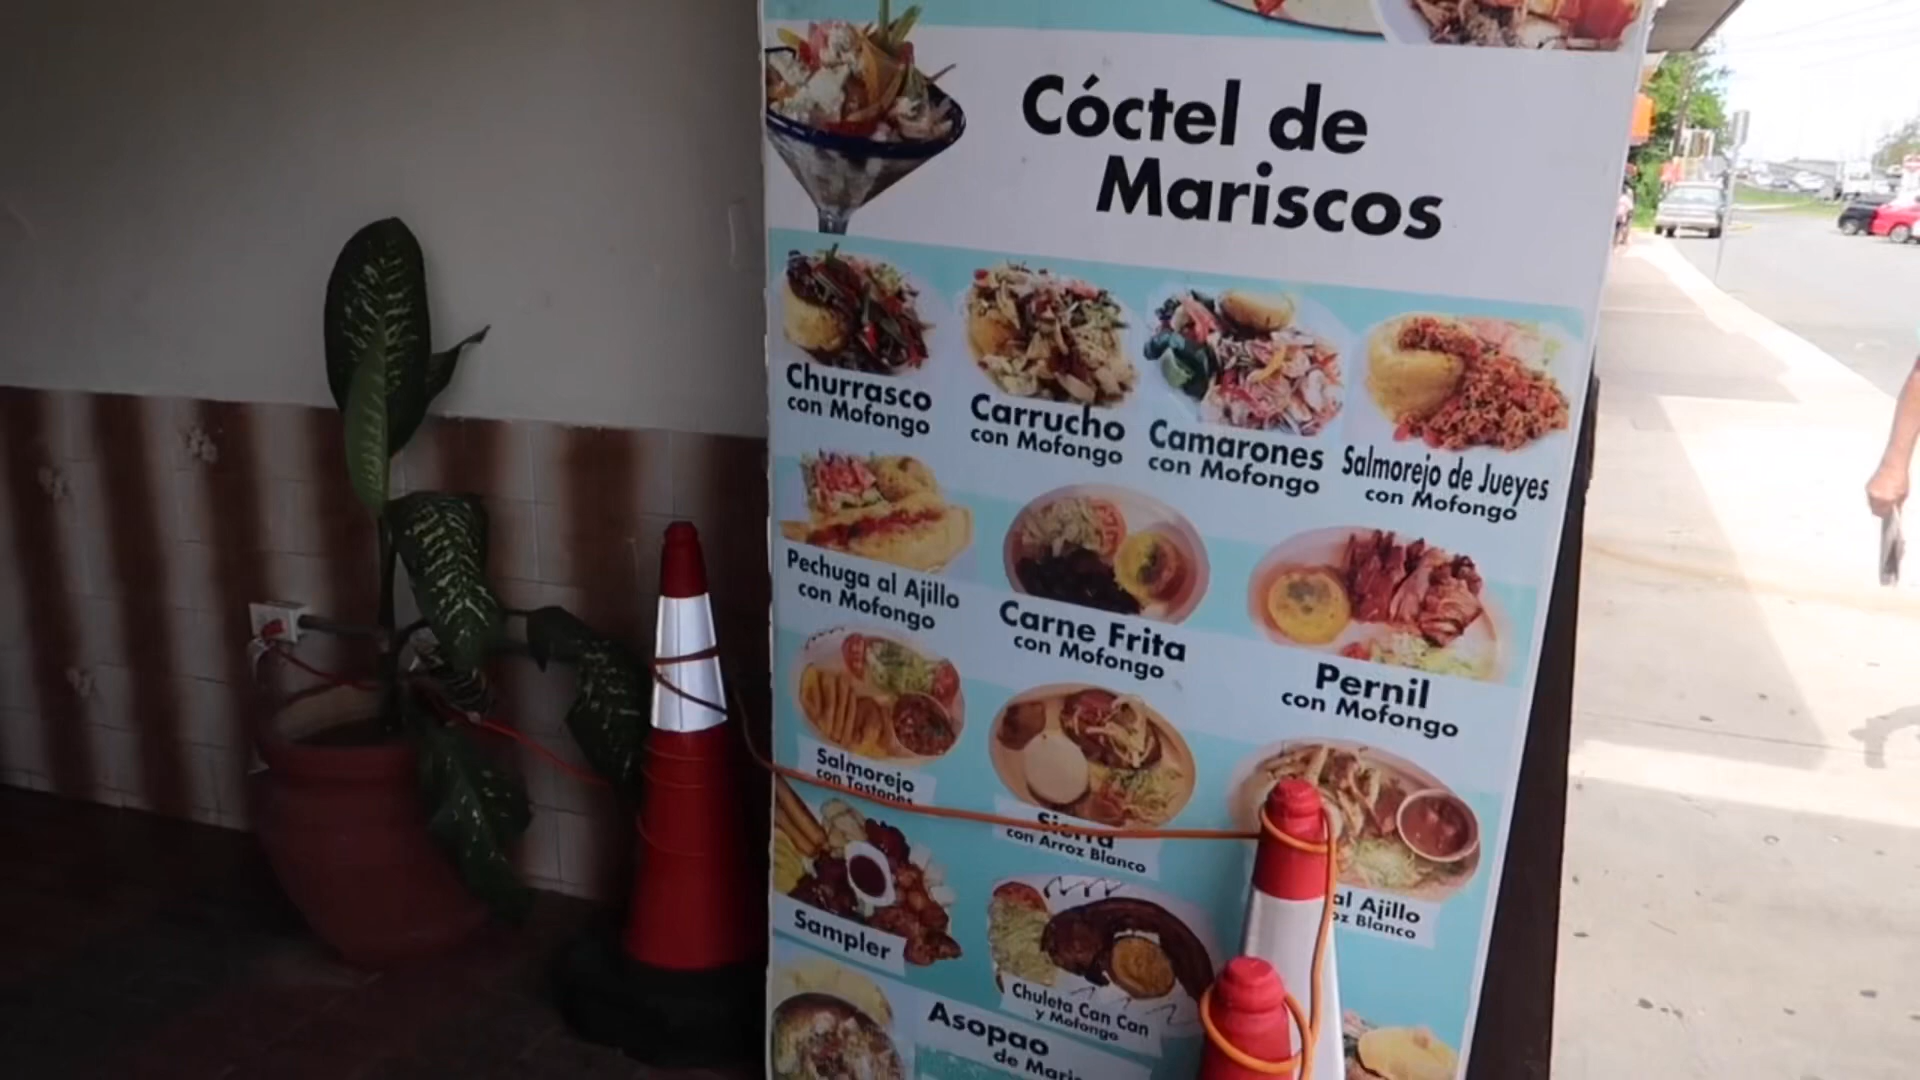 Cóctel de
Mariscos
Churrasco
con Mofongo
Carrucho
con Mofongo
Camarones
con Mofongo
Salmorejo de Jueyes
con Mofongo
Pechuga al Ajillo
con Mofongo
Carne Frita
con Mofongo
Pernil
con Mofongo
Salmorejo
con Tostones
Sierra
con Arroz Blanco
al Ajillo
Blanco
Sampler
Chuleta Can Can
y Mofongo
Asopao
de